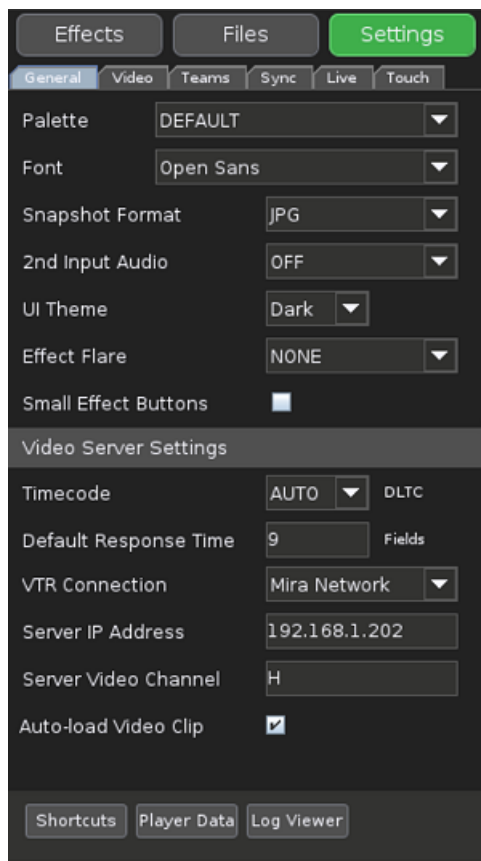 Effects Files Settings
General Video Teams Sync Live Touch
Palette DEFAULT
Font Open Sans
Snapshot Format JPG
2nd Input Audio OFF
UI Theme Dark
Effect Flare NONE
Small Effect Buttons
Video Server Settings
Timecode AUTO DLTC
Default Response Time 9 Fields
VTR Connection Mira Network
Server IP Address 192.168.1.202
Server Video Channel H
Auto-load Video Clip
Shortcuts Player Data Log Viewer